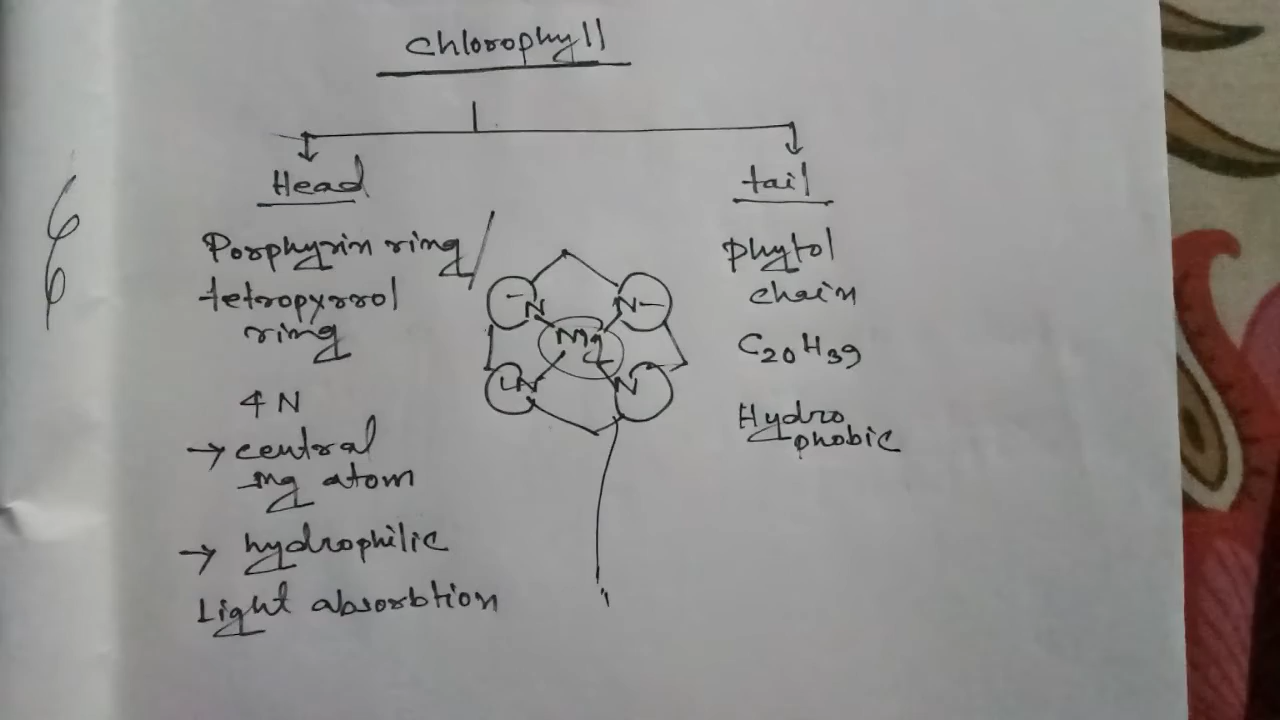 Chlorophyll
Head
Porphyrin ring/
tetropyrrol
ring
4 N
→ central
mg atom
→ hydrophilic
Light absorbtion
N
N
Mg
N
N
tail
phytol
chain
C20H39
Hydro
phobic